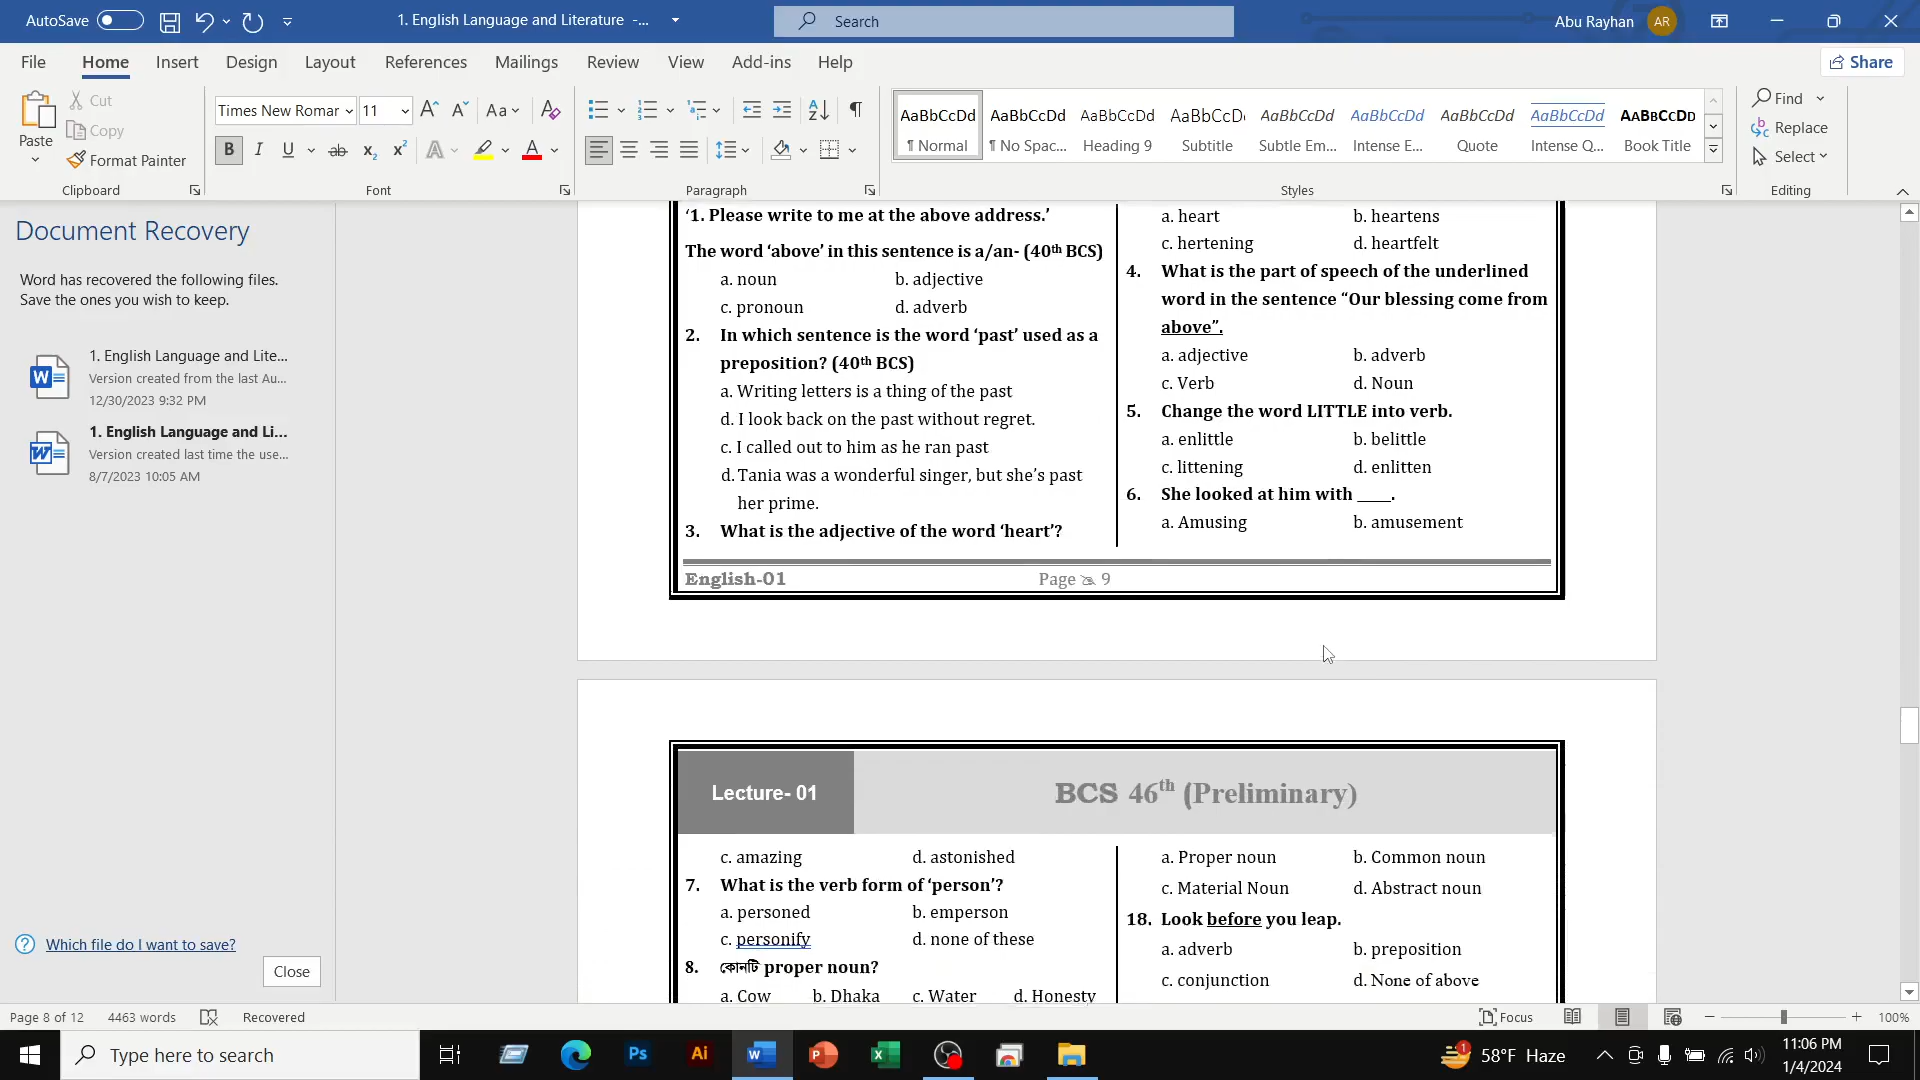 AutoSave
1. English Language and Literature -...
Search
Abu Rayhan
AR
File
Home
Insert
Design
Layout
References
Mailings
Review
View
Add-ins
Help
Share
Paste
Cut
Copy
Format Painter
Clipboard
Times New Romar
11
Font
Paragraph
AaBbCcDd
¶ Normal
AaBbCcDd
¶ No Spac...
AaBbCcDd
Heading 9
AaBbCcD
Subtitle
AaBbCcDd
Subtle Em...
AaBbCcDd
Intense E...
AaBbCcDd
Quote
AaBbCcDd
Intense Q...
AaBbCcDd
Book Title
Styles
Find
Replace
Select
Editing
Document Recovery
Word has recovered the following files.
Save the ones you wish to keep.
1. English Language and Lite...
Version created from the last Au...
12/30/2023 9:32 PM
1. English Language and Li...
Version created last time the use...
8/7/2023 10:05 AM
Which file do I want to save?
Close
‘1. Please write to me at the above address.’
The word ‘above’ in this sentence is a/an- (40th BCS)
a. noun b. adjective
c. pronoun d. adverb
2. In which sentence is the word ‘past’ used as a
preposition? (40th BCS)
a. Writing letters is a thing of the past
d. I look back on the past without regret.
c. I called out to him as he ran past
d. Tania was a wonderful singer, but she’s past
her prime.
3. What is the adjective of the word ‘heart’?
a. heart b. heartens
c. hertening d. heartfelt
4. What is the part of speech of the underlined
word in the sentence “Our blessing come from
above”.
a. adjective b. adverb
c. Verb d. Noun
5. Change the word LITTLE into verb.
a. enlittle b. belittle
c. littening d. enlitten
6. She looked at him with ____.
a. Amusing b. amusement
English-01 Page 9
Lecture- 01
BCS 46th (Preliminary)
c. amazing d. astonished
7. What is the verb form of ‘person’?
a. personed b. emperson
c. personify d. none of these
8. কোনটি proper noun?
a. Cow b. Dhaka c. Water d. Honesty
a. Proper noun b. Common noun
c. Material Noun d. Abstract noun
18. Look before you leap.
a. adverb b. preposition
c. conjunction d. None of above
Page 8 of 12
4463 words
Recovered
Focus
100%
Type here to search
58°F Haze
11:06 PM
1/4/2024